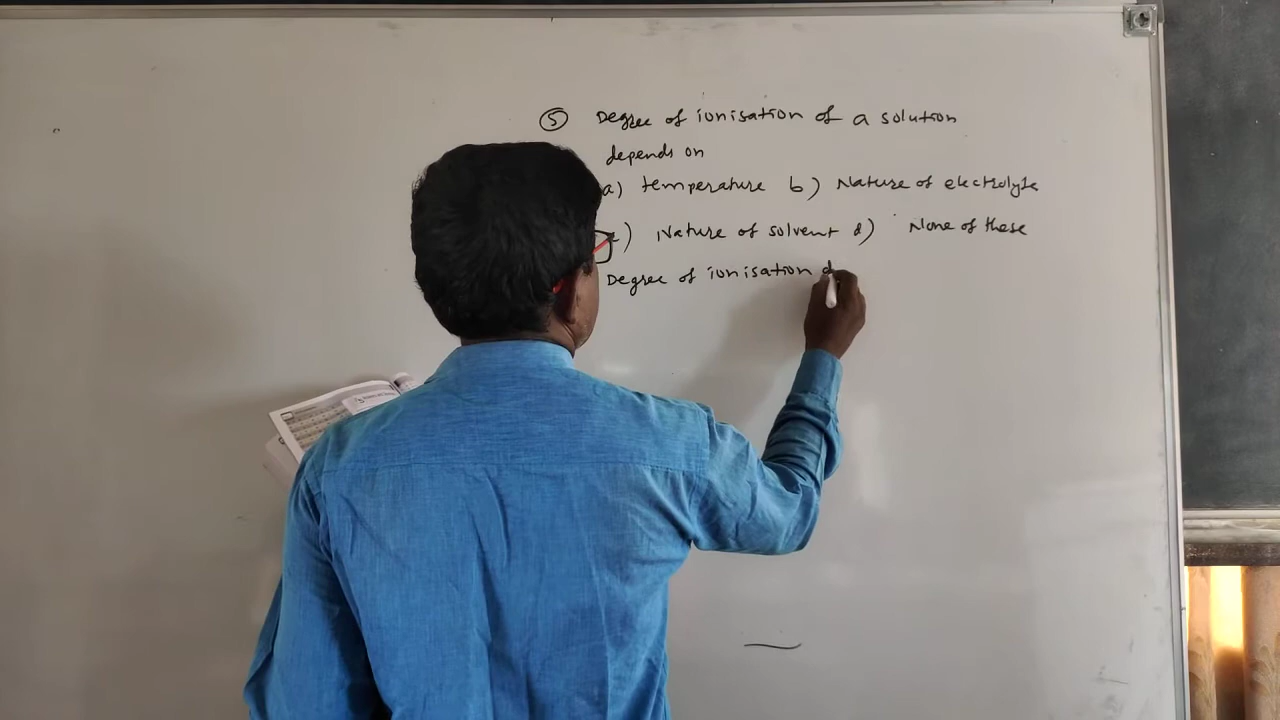 ⑤ Degree of ionisation of a solution
depends on
a) temperature b) Nature of electrolyte
c) Nature of solvent d) None of these
Degree of ionisation d